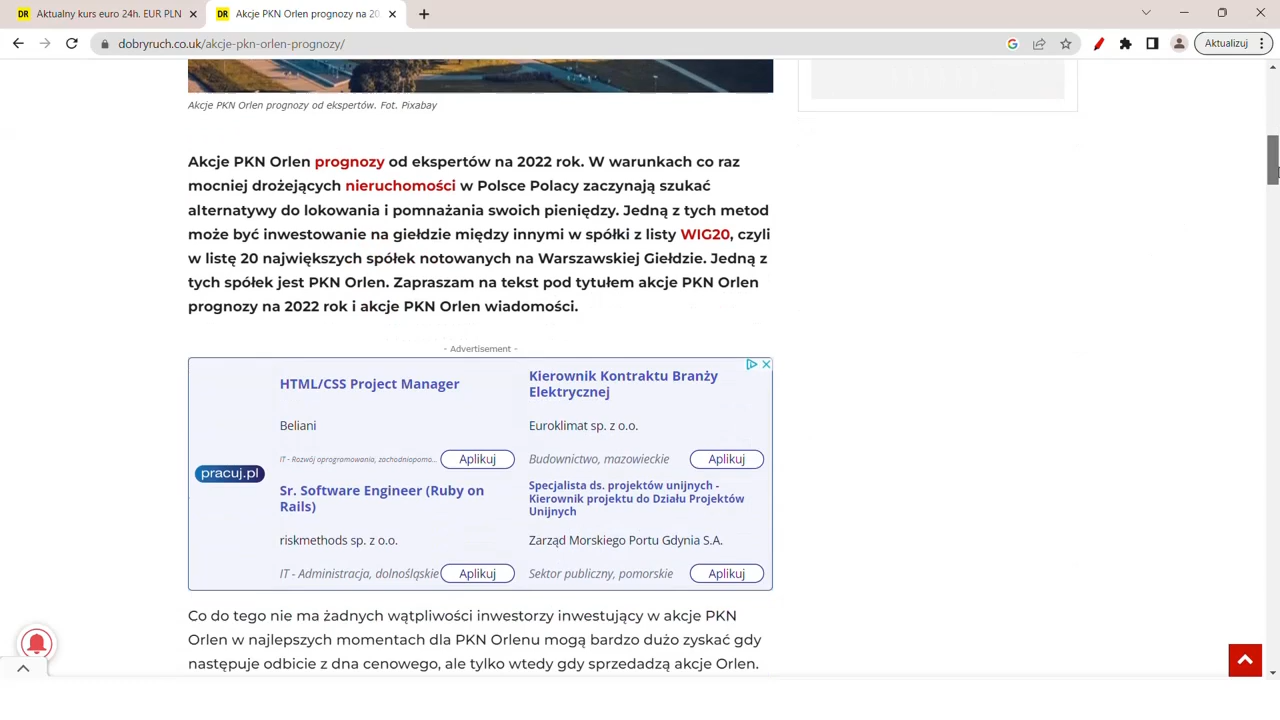 DR Aktualny kurs euro 24h. EUR PLN
DR Akcje PKN Orlen prognozy na 20
dobryruch.co.uk/akcje-pkn-orlen-prognozy/
Aktualizuj
Akcje PKN Orlen prognozy od ekspertów. Fot. Pixabay
Akcje PKN Orlen prognozy od ekspertów na 2022 rok. W warunkach co raz
mocniej drożejących nieruchomości w Polsce Polacy zaczynają szukać
alternatywy do lokowania i pomnażania swoich pieniędzy. Jedną z tych metod
może być inwestowanie na giełdzie między innymi w spółki z listy WIG20, czyli
w listę 20 największych spółek notowanych na Warszawskiej Giełdzie. Jedną z
tych spółek jest PKN Orlen. Zapraszam na tekst pod tytułem akcje PKN Orlen
prognozy na 2022 rok i akcje PKN Orlen wiadomości.
- Advertisement -
pracuj.pl
HTML/CSS Project Manager
Beliani
IT - Rozwój oprogramowania, zachodniopomo...
Aplikuj
Kierownik Kontraktu Branży
Elektrycznej
Euroklimat sp. z o.o.
Budownictwo, mazowieckie
Aplikuj
Sr. Software Engineer (Ruby on
Rails)
riskmethods sp. z o.o.
IT - Administracja, dolnośląskie
Aplikuj
Specjalista ds. projektów unijnych -
Kierownik projektu do Działu Projektów
Unijnych
Zarząd Morskiego Portu Gdynia S.A.
Sektor publiczny, pomorskie
Aplikuj
Co do tego nie ma żadnych wątpliwości inwestorzy inwestujący w akcje PKN
Orlen w najlepszych momentach dla PKN Orlenu mogą bardzo dużo zyskać gdy
następuje odbicie z dna cenowego, ale tylko wtedy gdy sprzedadzą akcje Orlen.